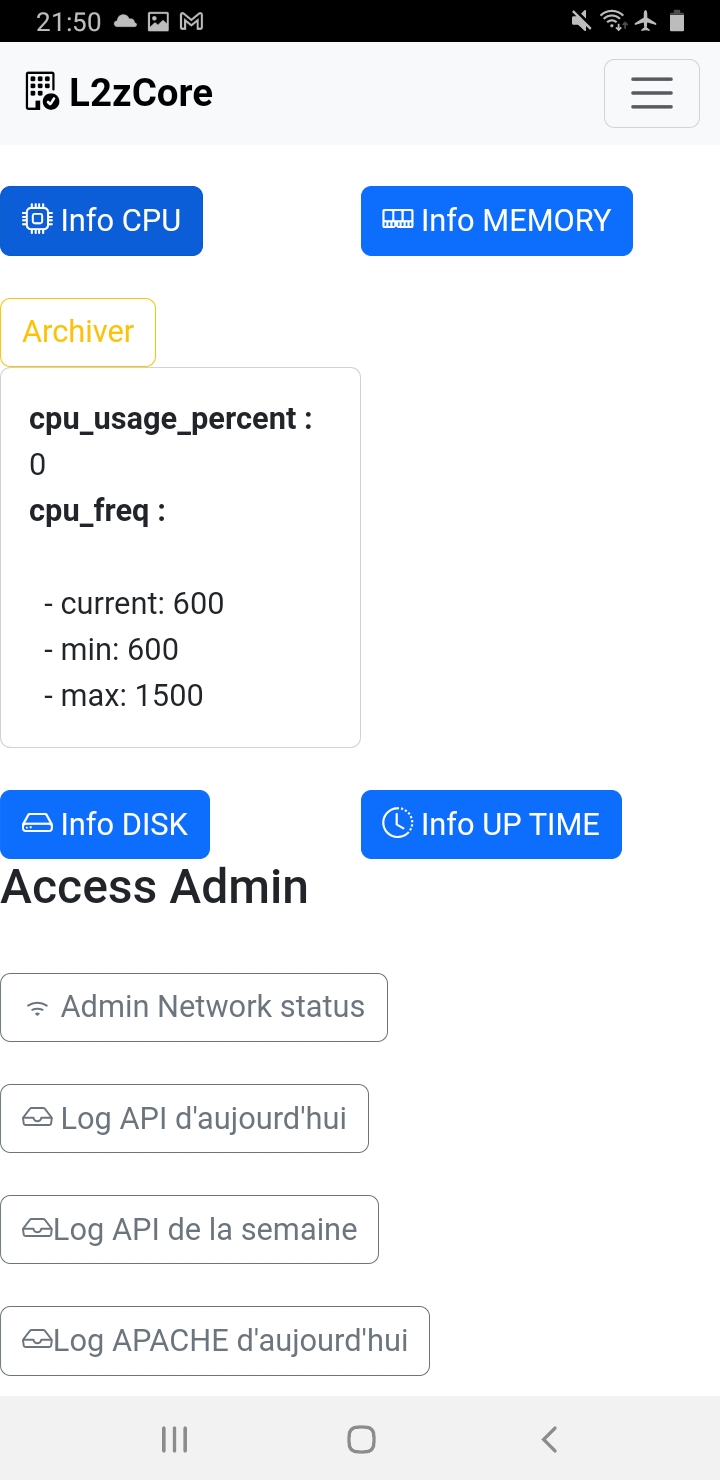 21:50
L2zCore
Info CPU
Info MEMORY
Archiver
cpu_usage_percent :
0
cpu_freq :
- current: 600
- min: 600
- max: 1500
Info DISK
Info UP TIME
Access Admin
Admin Network status
Log API d'aujourd'hui
Log API de la semaine
Log APACHE d'aujourd'hui